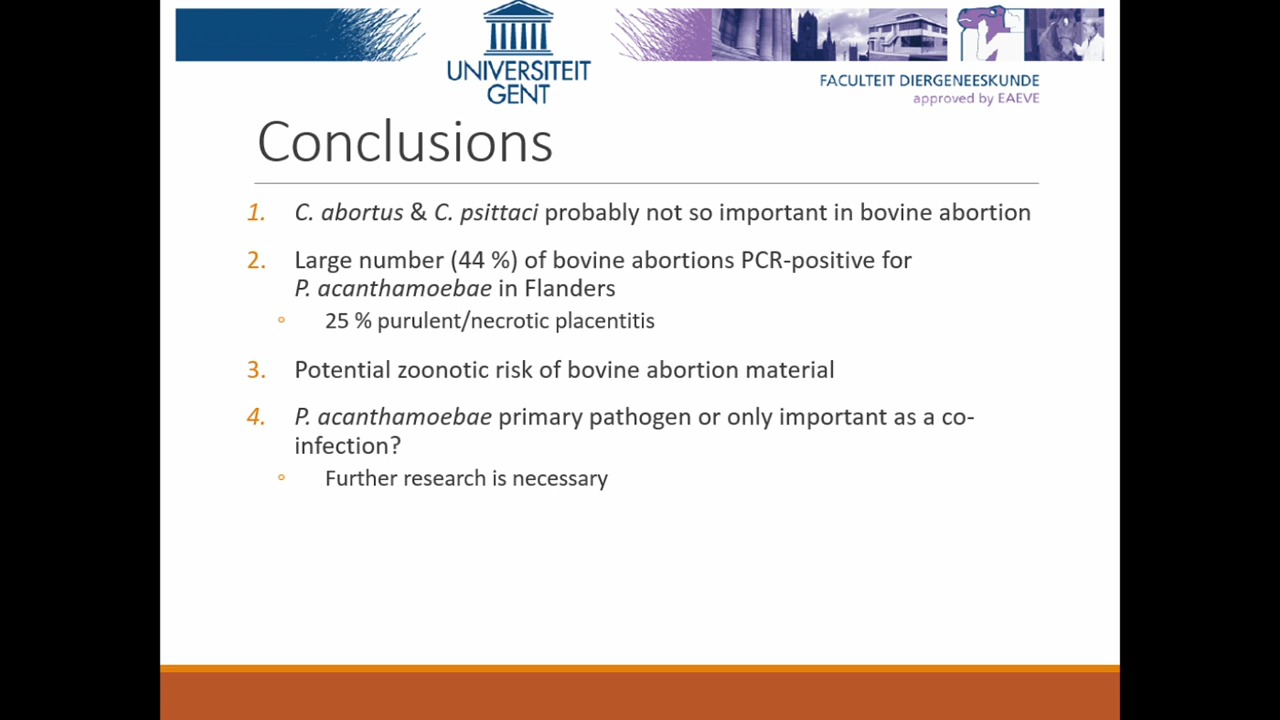 UNIVERSITEIT
GENT
FACULTEIT DIERGENEESKUNDE
approved by EAEVE
Conclusions
1. C. abortus & C. psittaci probably not so important in bovine abortion
2. Large number (44 %) of bovine abortions PCR-positive for
P. acanthamoebae in Flanders
° 25 % purulent/necrotic placentitis
3. Potential zoonotic risk of bovine abortion material
4. P. acanthamoebae primary pathogen or only important as a co-
infection?
° Further research is necessary